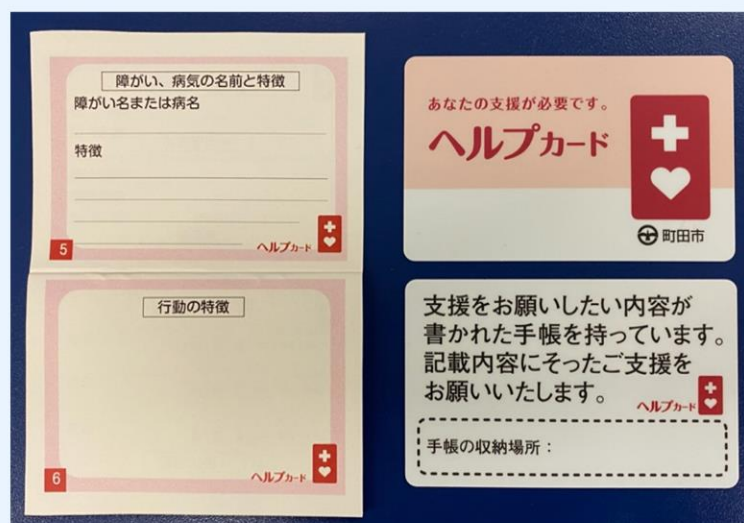 障がい、病気の名前と特徴
障がい名または病名
特徴
5
ヘルプカード
行動の特徴
6
ヘルプカード
あなたの支援が必要です。
ヘルプカード
町田市
支援をお願いしたい内容が
書かれた手帳を持っています。
記載内容にそったご支援を
お願いいたします。
ヘルプカード
手帳の収納場所：